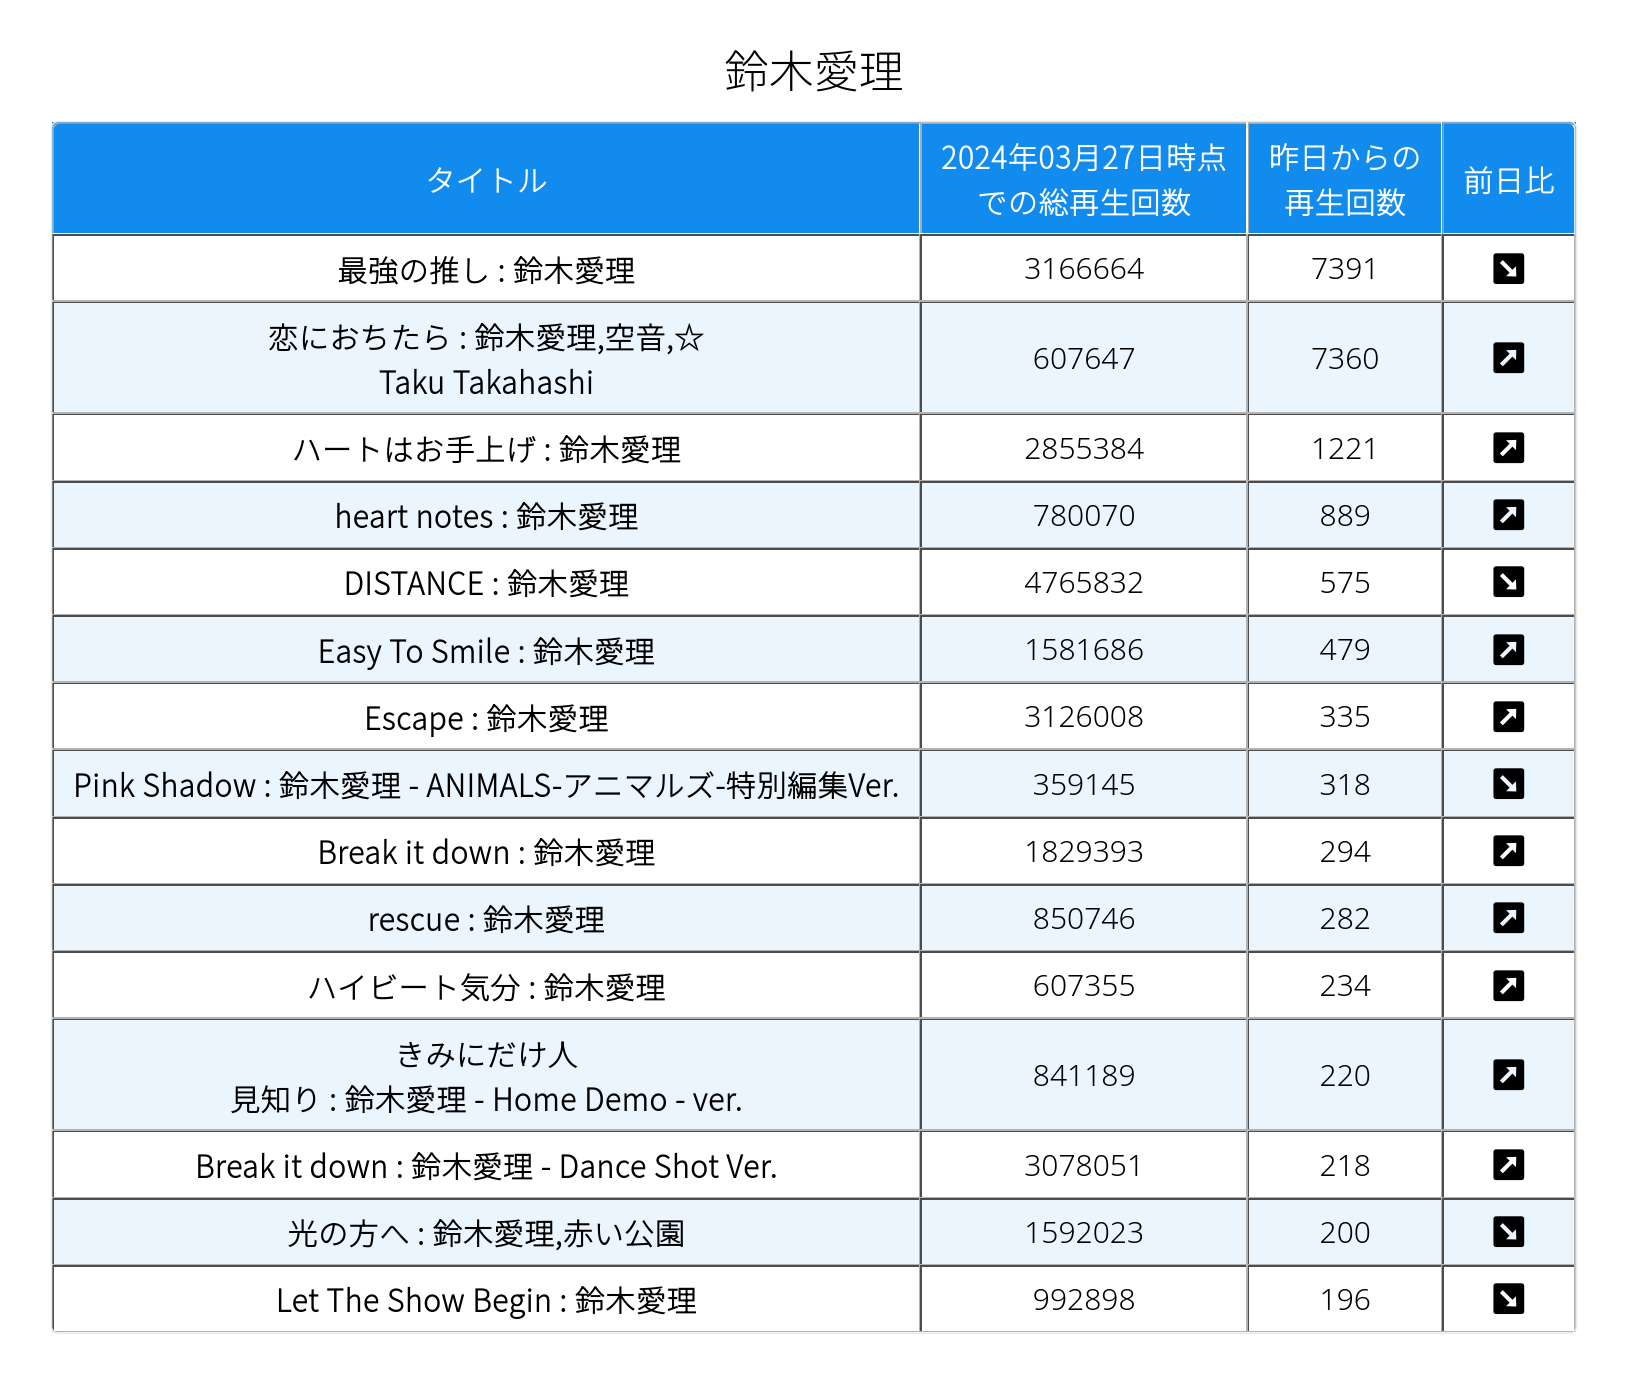 鈴木愛理
タイトル
2024年03月27日時点
での総再生回数
昨日からの
再生回数
前日比
最強の推し : 鈴木愛理 3166664 7391
恋におちたら : 鈴木愛理,空音,☆
Taku Takahashi
607647 7360
ハートはお手上げ : 鈴木愛理 2855384 1221
heart notes : 鈴木愛理 780070 889
DISTANCE : 鈴木愛理 4765832 575
Easy To Smile : 鈴木愛理 1581686 479
Escape : 鈴木愛理 3126008 335
Pink Shadow : 鈴木愛理 - ANIMALS-アニマルズ-特別編集Ver. 359145 318
Break it down : 鈴木愛理 1829393 294
rescue : 鈴木愛理 850746 282
ハイビート気分 : 鈴木愛理 607355 234
きみにだけ人
見知り : 鈴木愛理 - Home Demo - ver.
841189 220
Break it down : 鈴木愛理 - Dance Shot Ver. 3078051 218
光の方へ : 鈴木愛理,赤い公園 1592023 200
Let The Show Begin : 鈴木愛理 992898 196